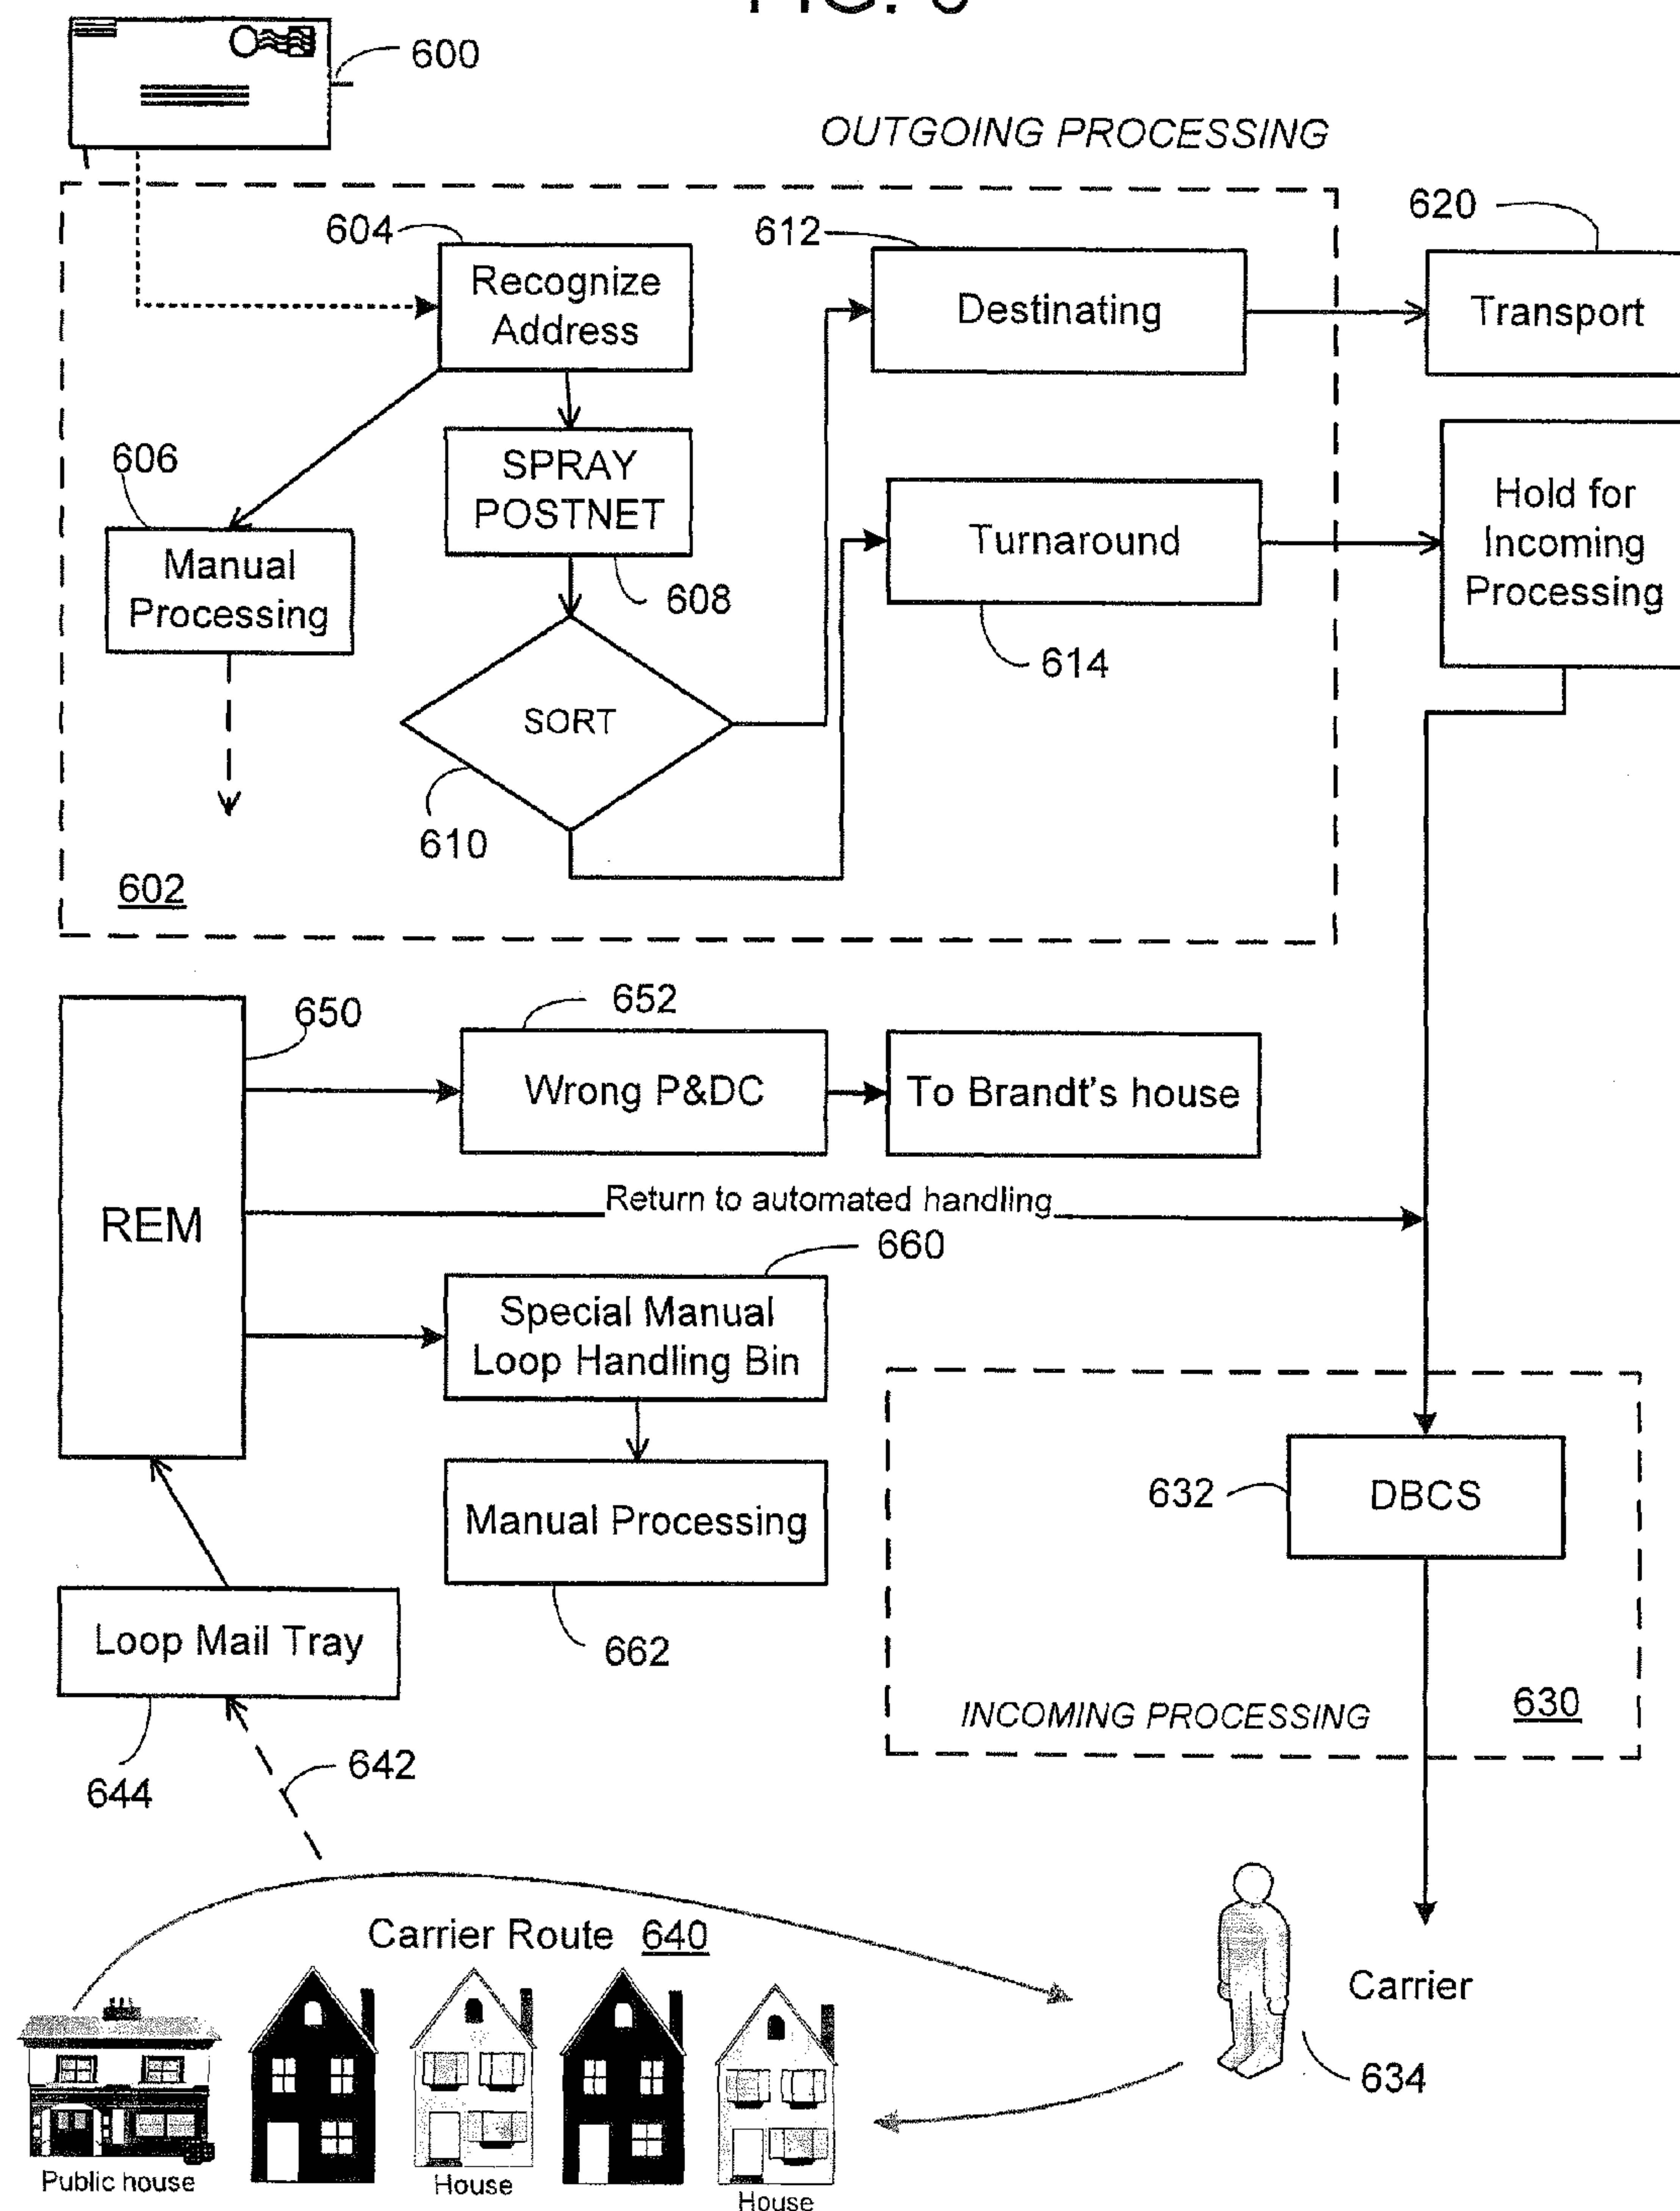 600
OUTGOING PROCESSING
604
612
620
Recognize
Address
Destinating
Transport
606
SPRAY
POSTNET
Turnaround
Hold for
Incoming
Processing
Manual
Processing
608
614
SORT
610
602
650
652
Wrong P&DC
To Brandt's house
REM
Return to automated handling
660
Special Manual
Loop Handling Bin
632
DBCS
Manual Processing
662
Loop Mail Tray
644
642
INCOMING PROCESSING
630
Carrier Route 640
Carrier
634
Public house
House
House